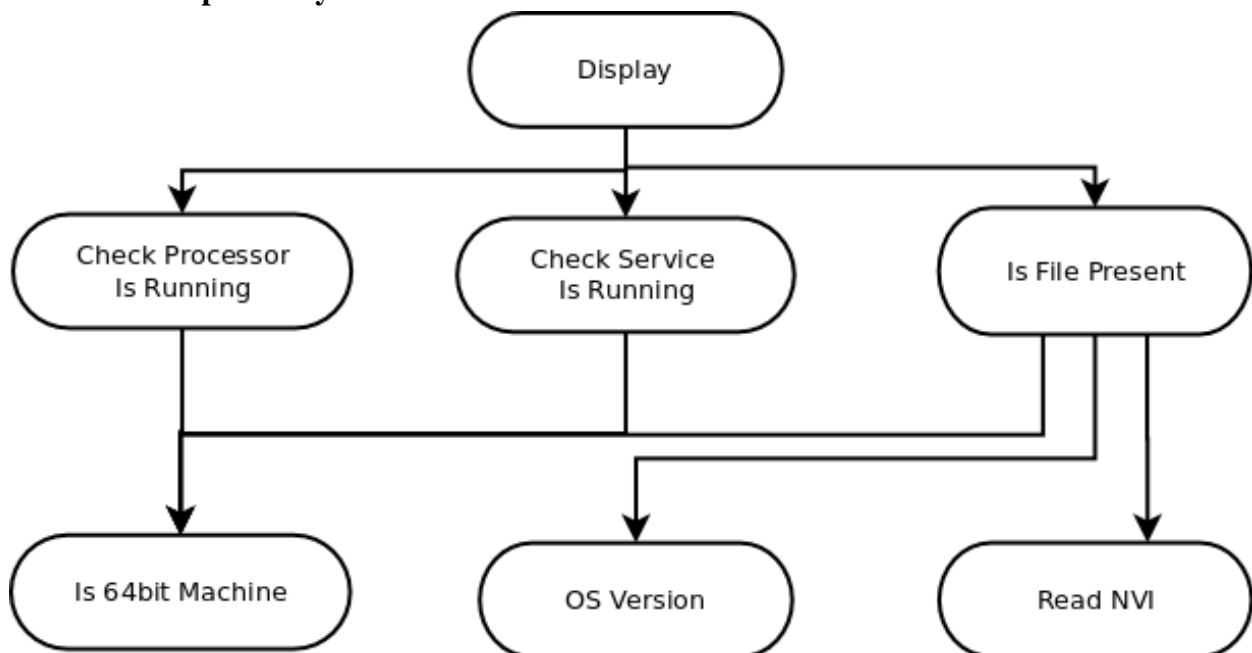 Display
Check Processor
Is Running
Check Service
Is Running
Is File Present
Is 64bit Machine
OS Version
Read NVI